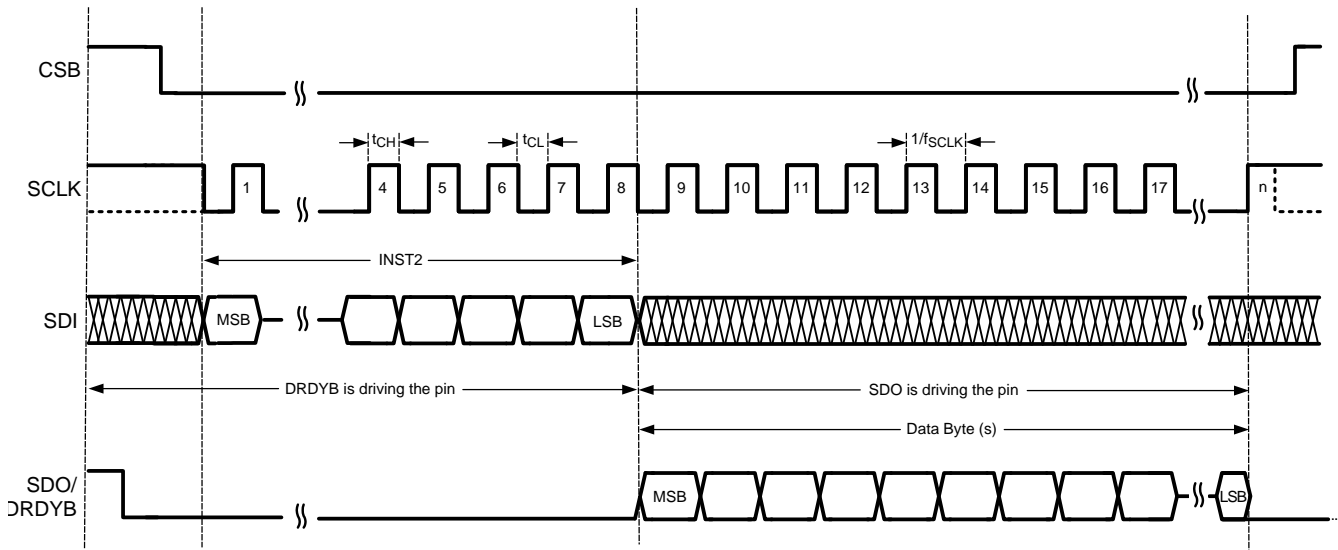 CSB
tCH
tCL
1/fSCLK
SCLK
1
4
5
6
7
8
9
10
11
12
13
14
15
16
17
n
INST2
SDI
MSB
LSB
DRDYB is driving the pin
SDO is driving the pin
Data Byte (s)
SDO/
DRDYB
MSB
LSB